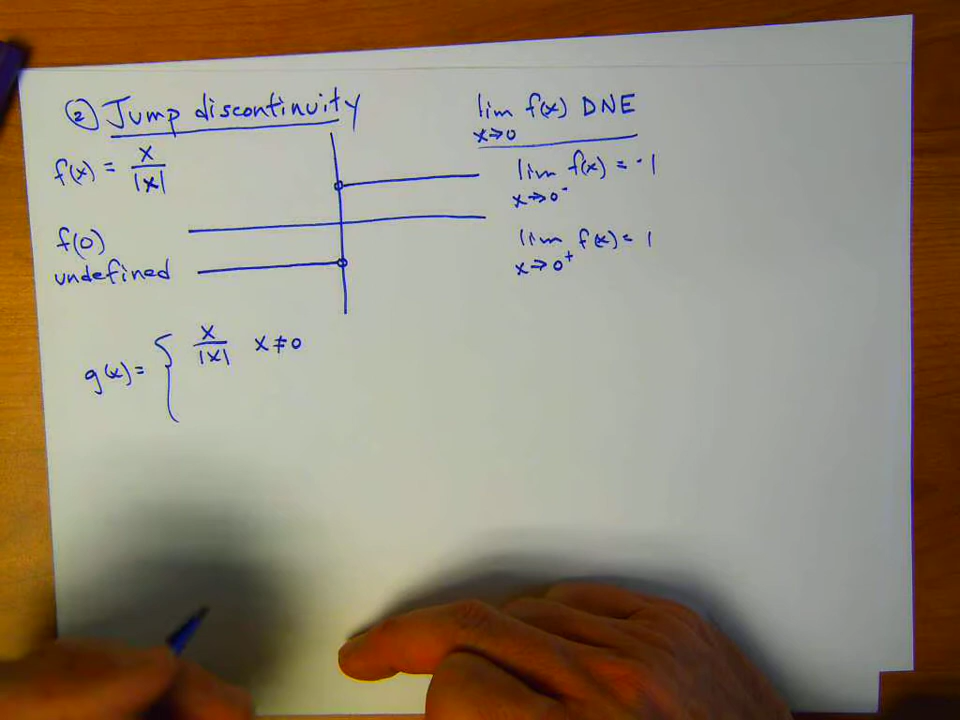 ② Jump discontinuity
f(x) = x/|x|
f(0)
undefined
lim f(x) DNE
x→0
lim f(x) = -1
x→0⁻
lim f(x) = 1
x→0⁺
g(x) = { x/|x| x≠0